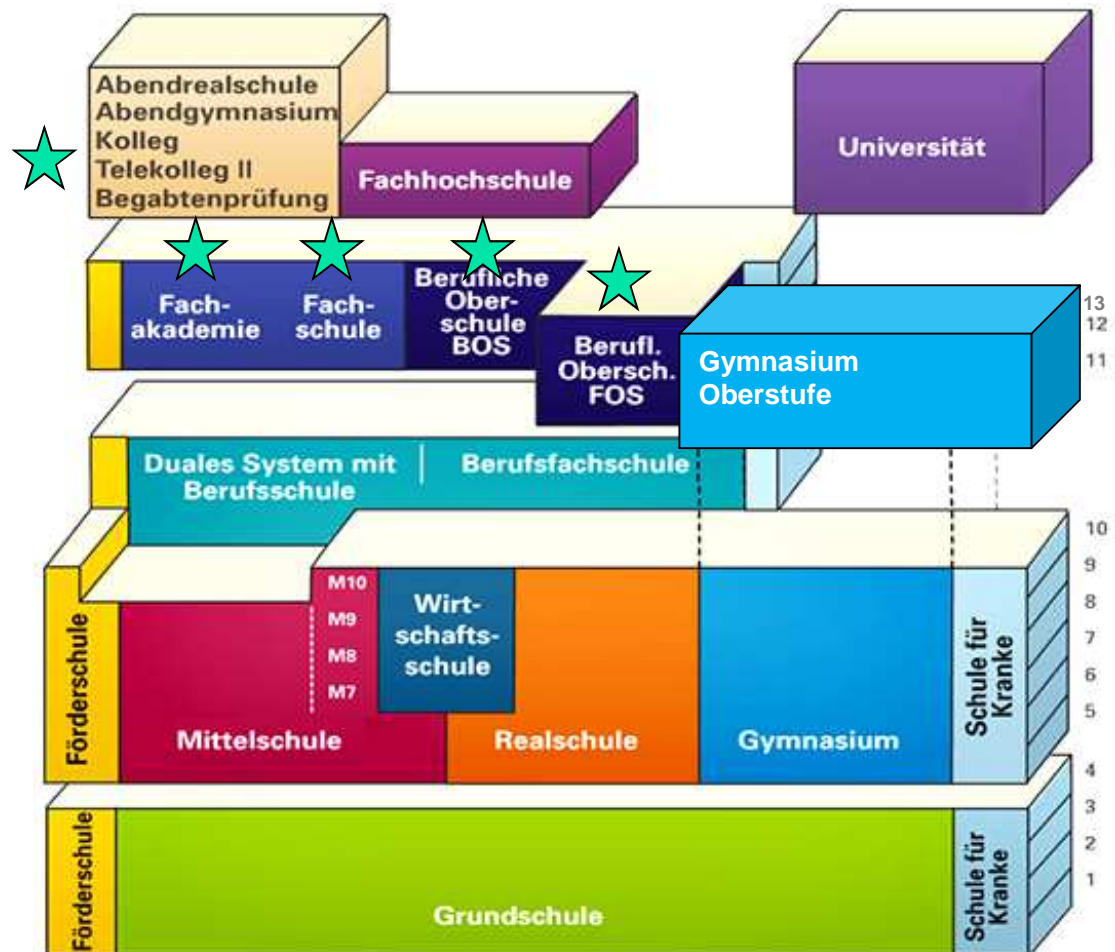 Abendrealschule
Abendgymnasium
Kolleg
Telekolleg II
Begabtenprüfung
Fachhochschule
Universität
Fach-
akademie
Fach-
schule
Berufliche
Ober-
schule
BOS
Berufl.
Obersch.
FOS
Gymnasium
Oberstufe
13
12
11
Duales System mit
Berufsschule
Berufsfachschule
10
9
8
7
6
5
Förderschule
M10
M9
M8
M7
Mittelschule
Wirt-
schafts-
schule
Realschule
Gymnasium
Schule für
Kranke
4
3
2
1
Förderschule
Grundschule
Schule für
Kranke